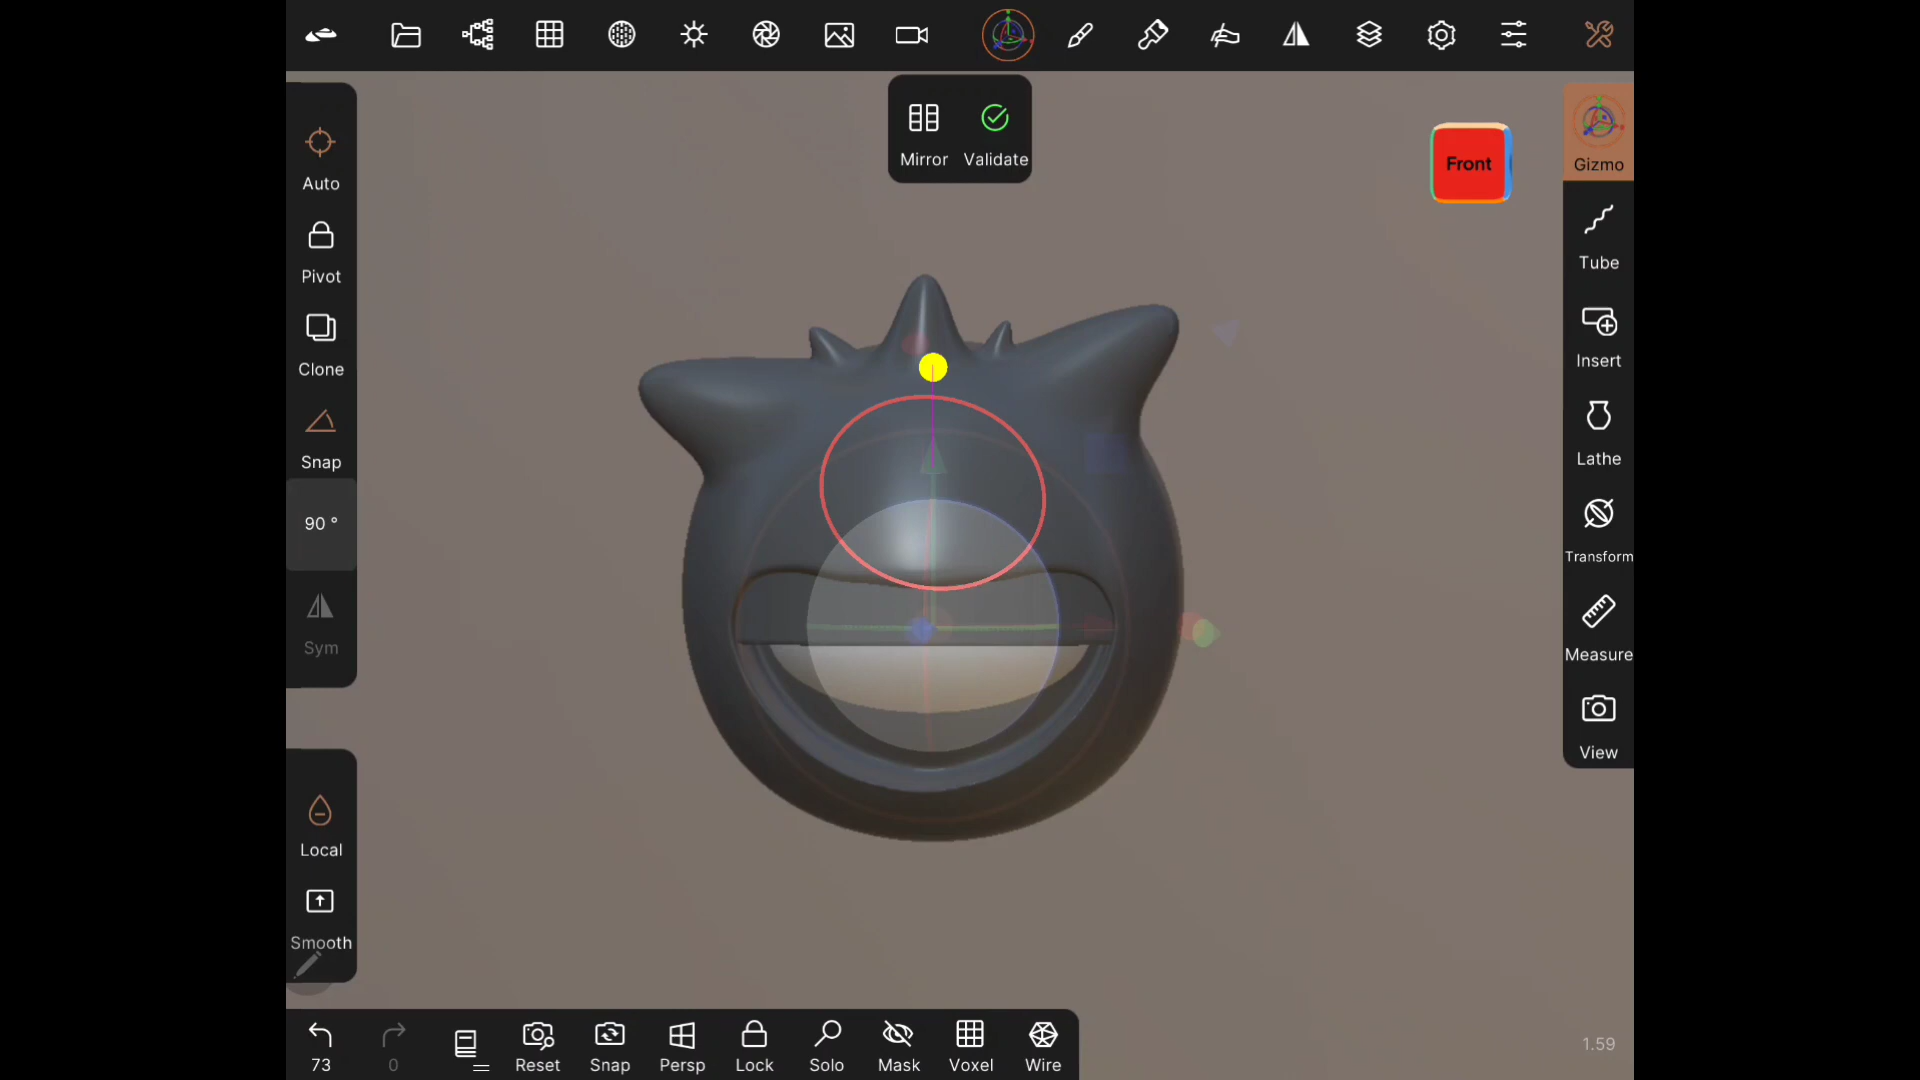 Mirror Validate
Front
Auto
Pivot
Clone
Snap
90 °
Sym
Local
Smooth
Gizmo
Tube
Insert
Lathe
Transform
Measure
View
73
0
Reset
Snap
Persp
Lock
Solo
Mask
Voxel
Wire
1.59